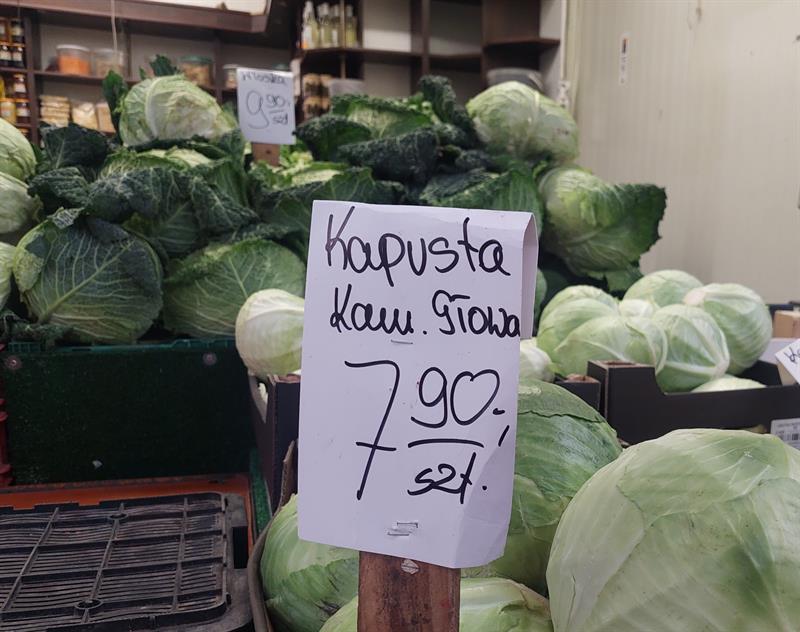 Włoska
9 90,-
szt
Kapusta
Kam. Głowa
7 90,-
szt.